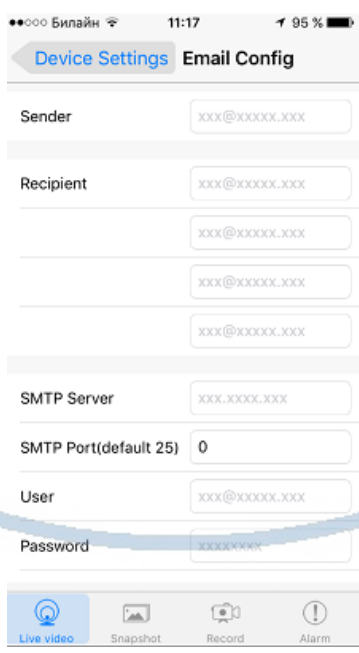 Билайн 11:17 95 %
Device Settings Email Config
Sender xxx@xxxxx.xxx
Recipient xxx@xxxxx.xxx
xxx@xxxxx.xxx
xxx@xxxxx.xxx
xxx@xxxxx.xxx
SMTP Server xxx.xxxx.xxx
SMTP Port(default 25) 0
User xxx@xxxxx.xxx
Password xxxxxxxx
Live video Snapshot Record Alarm